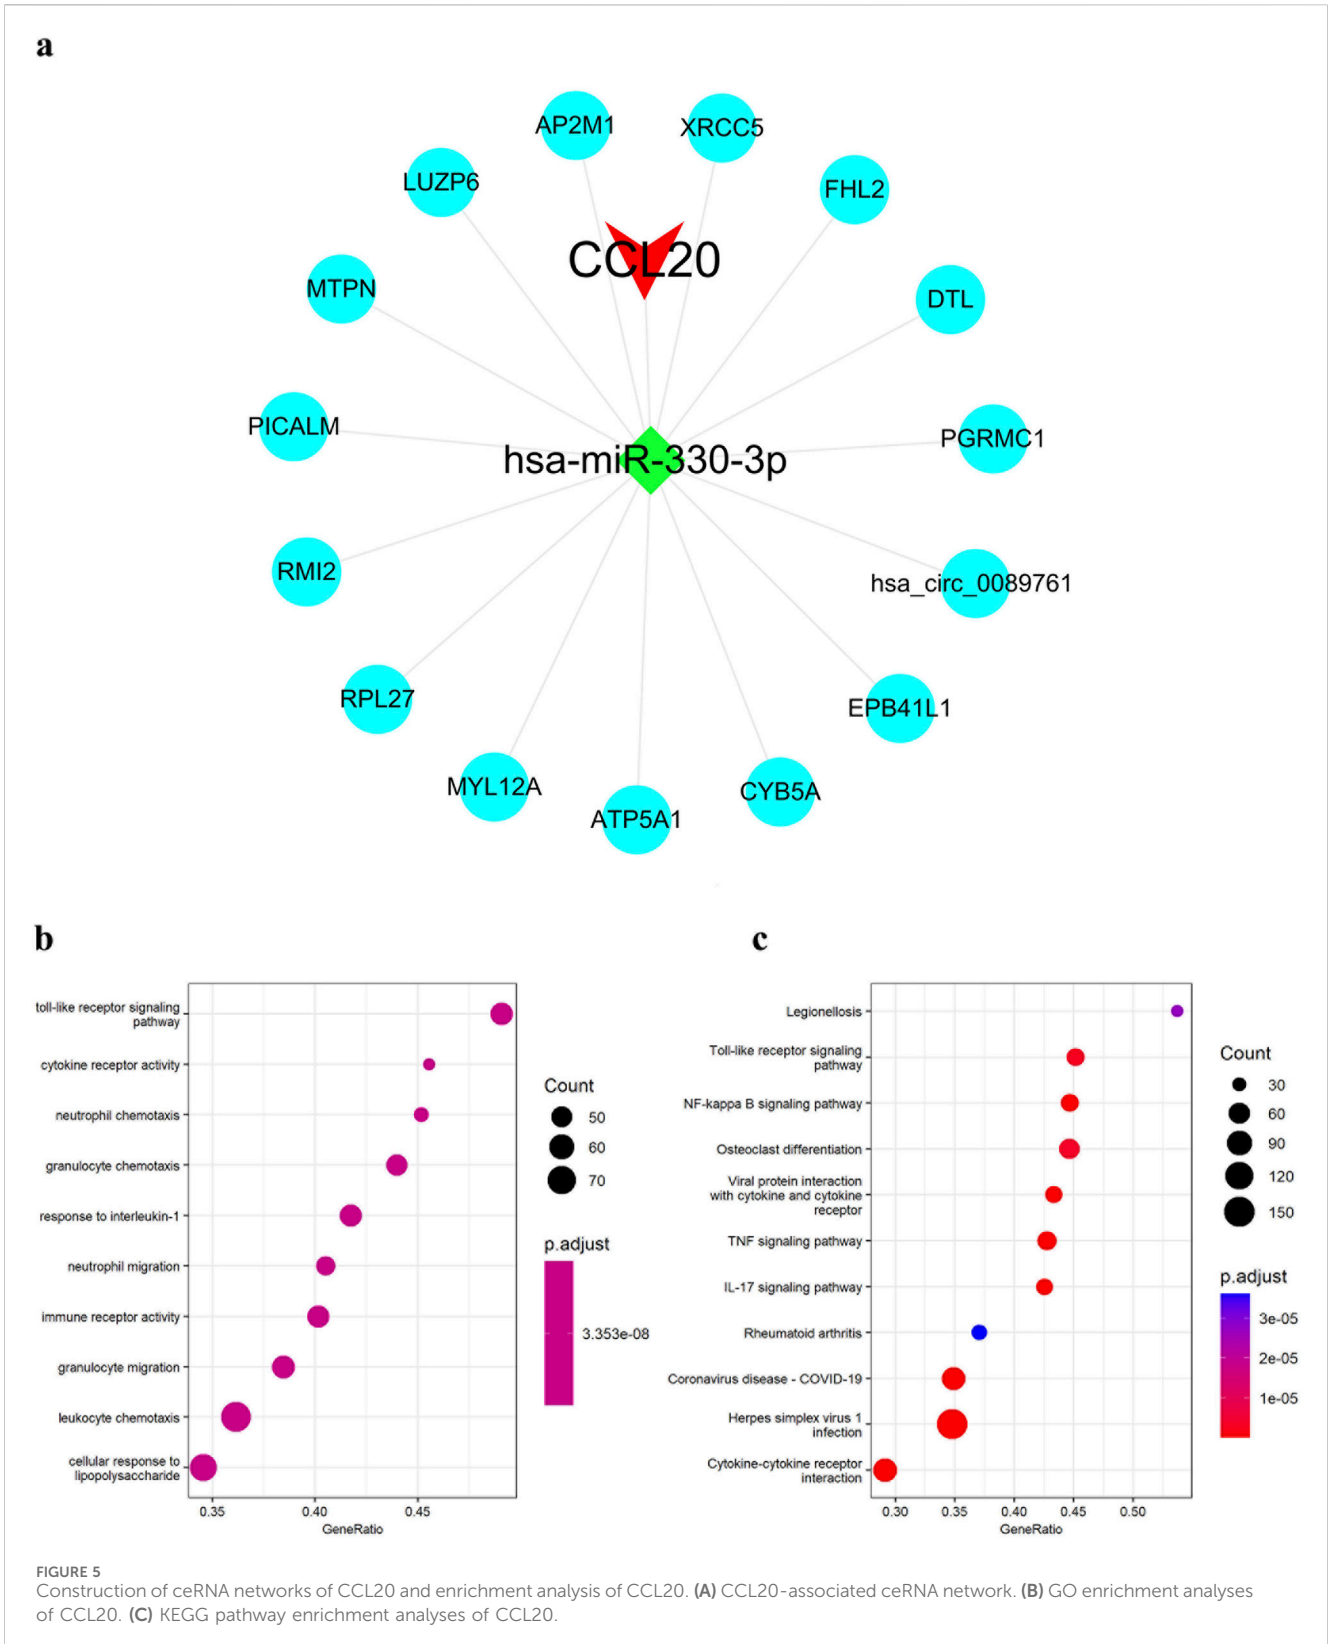 a
AP2M1
XRCC5
LUZP6
FHL2
CCL20
MTPN
DTL
PICALM
PGRMC1
hsa-miR-330-3p
RMI2
hsa_circ_0089761
RPL27
EPB41L1
MYL12A
CYB5A
ATP5A1
b
toll-like receptor signaling
pathway
cytokine receptor activity
neutrophil chemotaxis
granulocyte chemotaxis
response to interleukin-1
neutrophil migration
immune receptor activity
granulocyte migration
leukocyte chemotaxis
cellular response to
lipopolysaccharide
0.35 0.40 0.45
GeneRatio
Count
50
60
70
p.adjust
3.353e-08
c
Legionellosis
Toll-like receptor signaling
pathway
NF-kappa B signaling pathway
Osteoclast differentiation
Viral protein interaction
with cytokine and cytokine
receptor
TNF signaling pathway
IL-17 signaling pathway
Rheumatoid arthritis
Coronavirus disease - COVID-19
Herpes simplex virus 1
infection
Cytokine-cytokine receptor
interaction
0.30 0.35 0.40 0.45 0.50
GeneRatio
Count
30
60
90
120
150
p.adjust
3e-05
2e-05
1e-05
FIGURE 5
Construction of ceRNA networks of CCL20 and enrichment analysis of CCL20. (A) CCL20-associated ceRNA network. (B) GO enrichment analyses
of CCL20. (C) KEGG pathway enrichment analyses of CCL20.